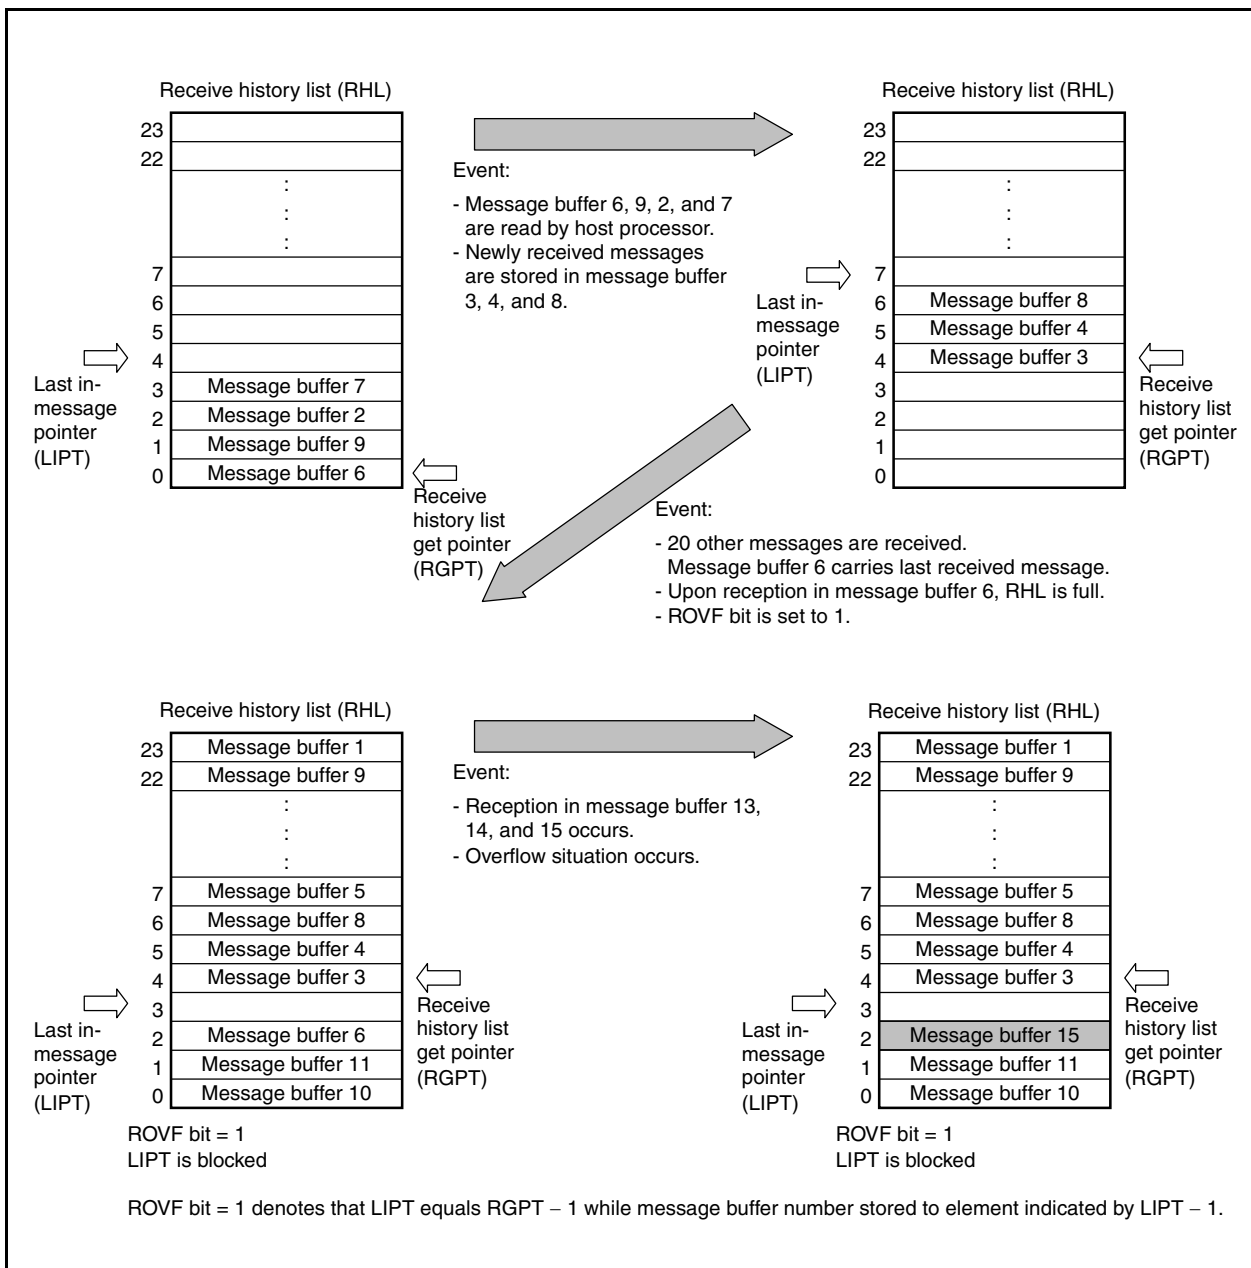 Receive history list (RHL)
23
22
:
:
:
7
6
5
4
3 Message buffer 7
2 Message buffer 2
1 Message buffer 9
0 Message buffer 6
Last in-
message
pointer
(LIPT)
Receive
history list
get pointer
(RGPT)
Event:
- Message buffer 6, 9, 2, and 7
are read by host processor.
- Newly received messages
are stored in message buffer
3, 4, and 8.
Receive history list (RHL)
23
22
:
:
:
7
6 Message buffer 8
5 Message buffer 4
4 Message buffer 3
3
2
1
0
Last in-
message
pointer
(LIPT)
Receive
history list
get pointer
(RGPT)
Event:
- 20 other messages are received.
Message buffer 6 carries last received message.
- Upon reception in message buffer 6, RHL is full.
- ROVF bit is set to 1.
Receive history list (RHL)
23 Message buffer 1
22 Message buffer 9
:
:
:
7 Message buffer 5
6 Message buffer 8
5 Message buffer 4
4 Message buffer 3
3
2 Message buffer 6
1 Message buffer 11
0 Message buffer 10
Last in-
message
pointer
(LIPT)
Receive
history list
get pointer
(RGPT)
ROVF bit = 1
LIPT is blocked
Event:
- Reception in message buffer 13,
14, and 15 occurs.
- Overflow situation occurs.
Receive history list (RHL)
23 Message buffer 1
22 Message buffer 9
:
:
:
7 Message buffer 5
6 Message buffer 8
5 Message buffer 4
4 Message buffer 3
3
2 Message buffer 15
1 Message buffer 11
0 Message buffer 10
Last in-
message
pointer
(LIPT)
Receive
history list
get pointer
(RGPT)
ROVF bit = 1
LIPT is blocked
ROVF bit = 1 denotes that LIPT equals RGPT − 1 while message buffer number stored to element indicated by LIPT − 1.